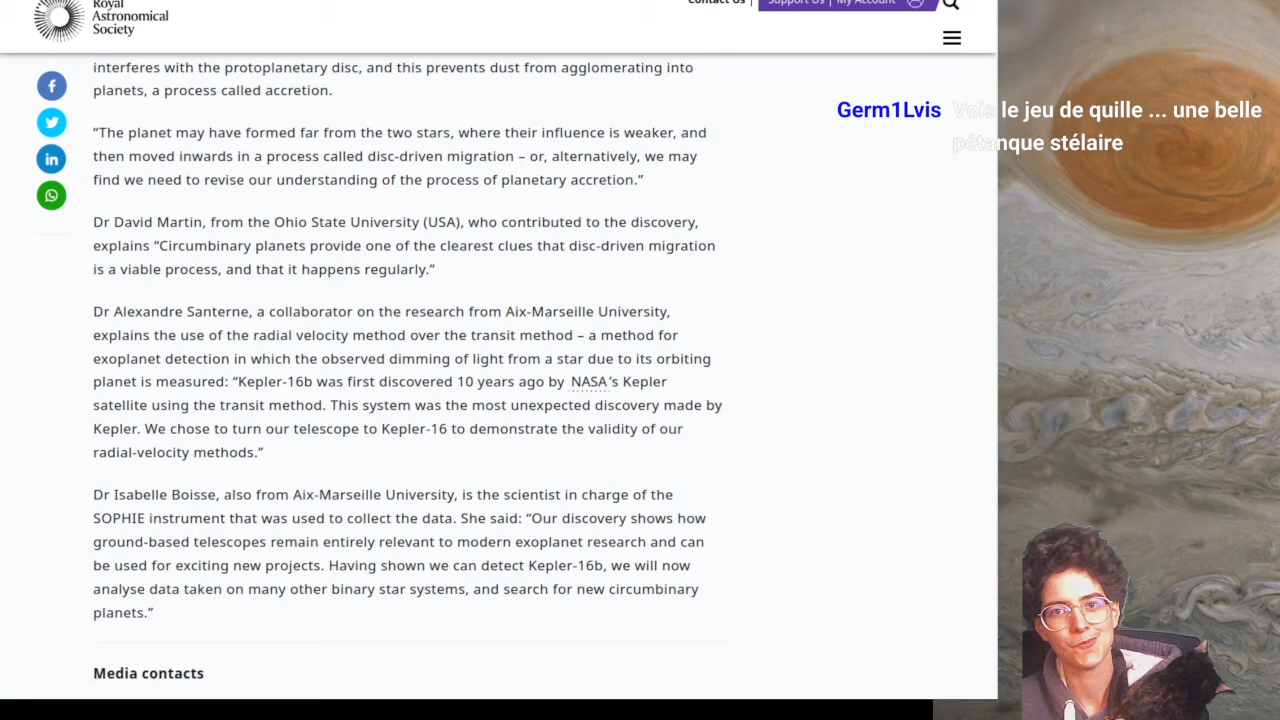 Royal
Astronomical
Society
Contact Us |
Support Us | My Account
interferes with the protoplanetary disc, and this prevents dust from agglomerating into
planets, a process called accretion.
“The planet may have formed far from the two stars, where their influence is weaker, and
then moved inwards in a process called disc-driven migration – or, alternatively, we may
find we need to revise our understanding of the process of planetary accretion.”
Dr David Martin, from the Ohio State University (USA), who contributed to the discovery,
explains “Circumbinary planets provide one of the clearest clues that disc-driven migration
is a viable process, and that it happens regularly.”
Dr Alexandre Santerne, a collaborator on the research from Aix-Marseille University,
explains the use of the radial velocity method over the transit method – a method for
exoplanet detection in which the observed dimming of light from a star due to its orbiting
planet is measured: “Kepler-16b was first discovered 10 years ago by NASA’s Kepler
satellite using the transit method. This system was the most unexpected discovery made by
Kepler. We chose to turn our telescope to Kepler-16 to demonstrate the validity of our
radial-velocity methods.”
Dr Isabelle Boisse, also from Aix-Marseille University, is the scientist in charge of the
SOPHIE instrument that was used to collect the data. She said: “Our discovery shows how
ground-based telescopes remain entirely relevant to modern exoplanet research and can
be used for exciting new projects. Having shown we can detect Kepler-16b, we will now
analyse data taken on many other binary star systems, and search for new circumbinary
planets.”
Media contacts
Germ1Lvis Vois le jeu de quille ... une belle
pétanque stélaire